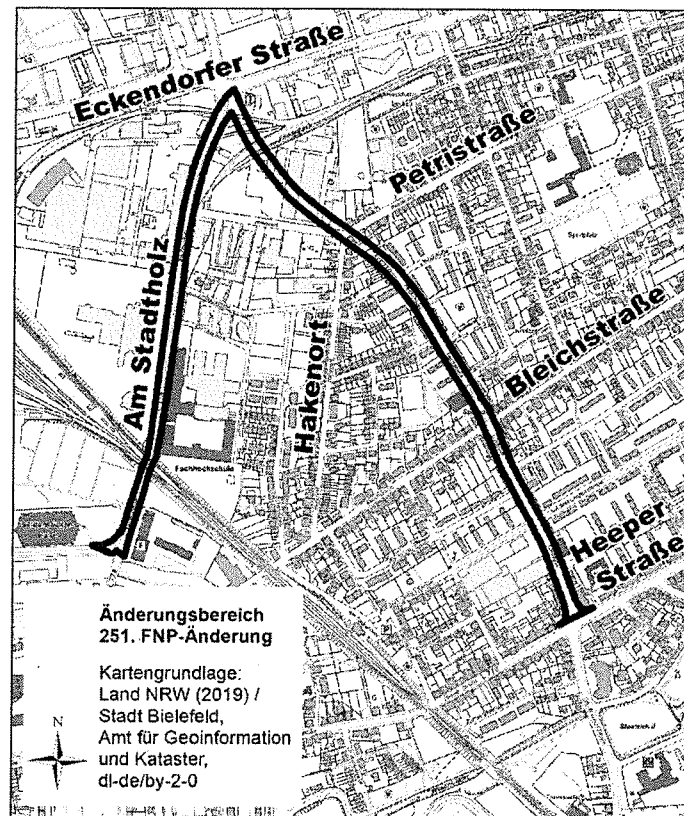 Eckendorfer Straße
Petristraße
Am Stadtholz
Hakenort
Bleichstraße
Fachhochschule
Heeper
Straße
Änderungsbereich
251. FNP-Änderung
Kartengrundlage:
Land NRW (2019) /
Stadt Bielefeld,
Amt für Geoinformation
und Kataster,
dl-de/by-2-0
N